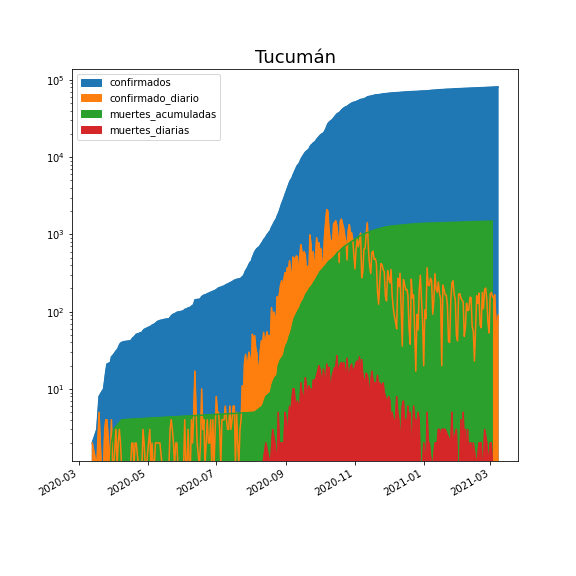 Tucumán
confirmados
confirmado_diario
muertes_acumuladas
muertes_diarias
10^5
10^4
10^3
10^2
10^1
2020-03
2020-05
2020-07
2020-09
2020-11
2021-01
2021-03